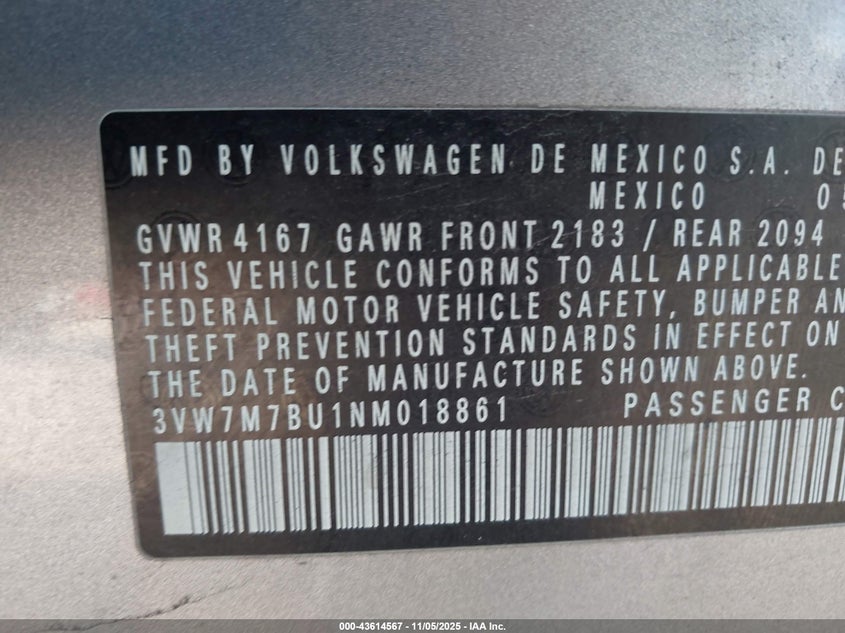 MFD BY VOLKSWAGEN DE MEXICO S.A. DE
MEXICO 05
GVWR 4167 GAWR FRONT 2183 / REAR 2094
THIS VEHICLE CONFORMS TO ALL APPLICABLE
FEDERAL MOTOR VEHICLE SAFETY, BUMPER AN
THEFT PREVENTION STANDARDS IN EFFECT ON
THE DATE OF MANUFACTURE SHOWN ABOVE.
3VW7M7BU1NM018861 PASSENGER C
000-43614567 - 11/05/2025 - IAA Inc.